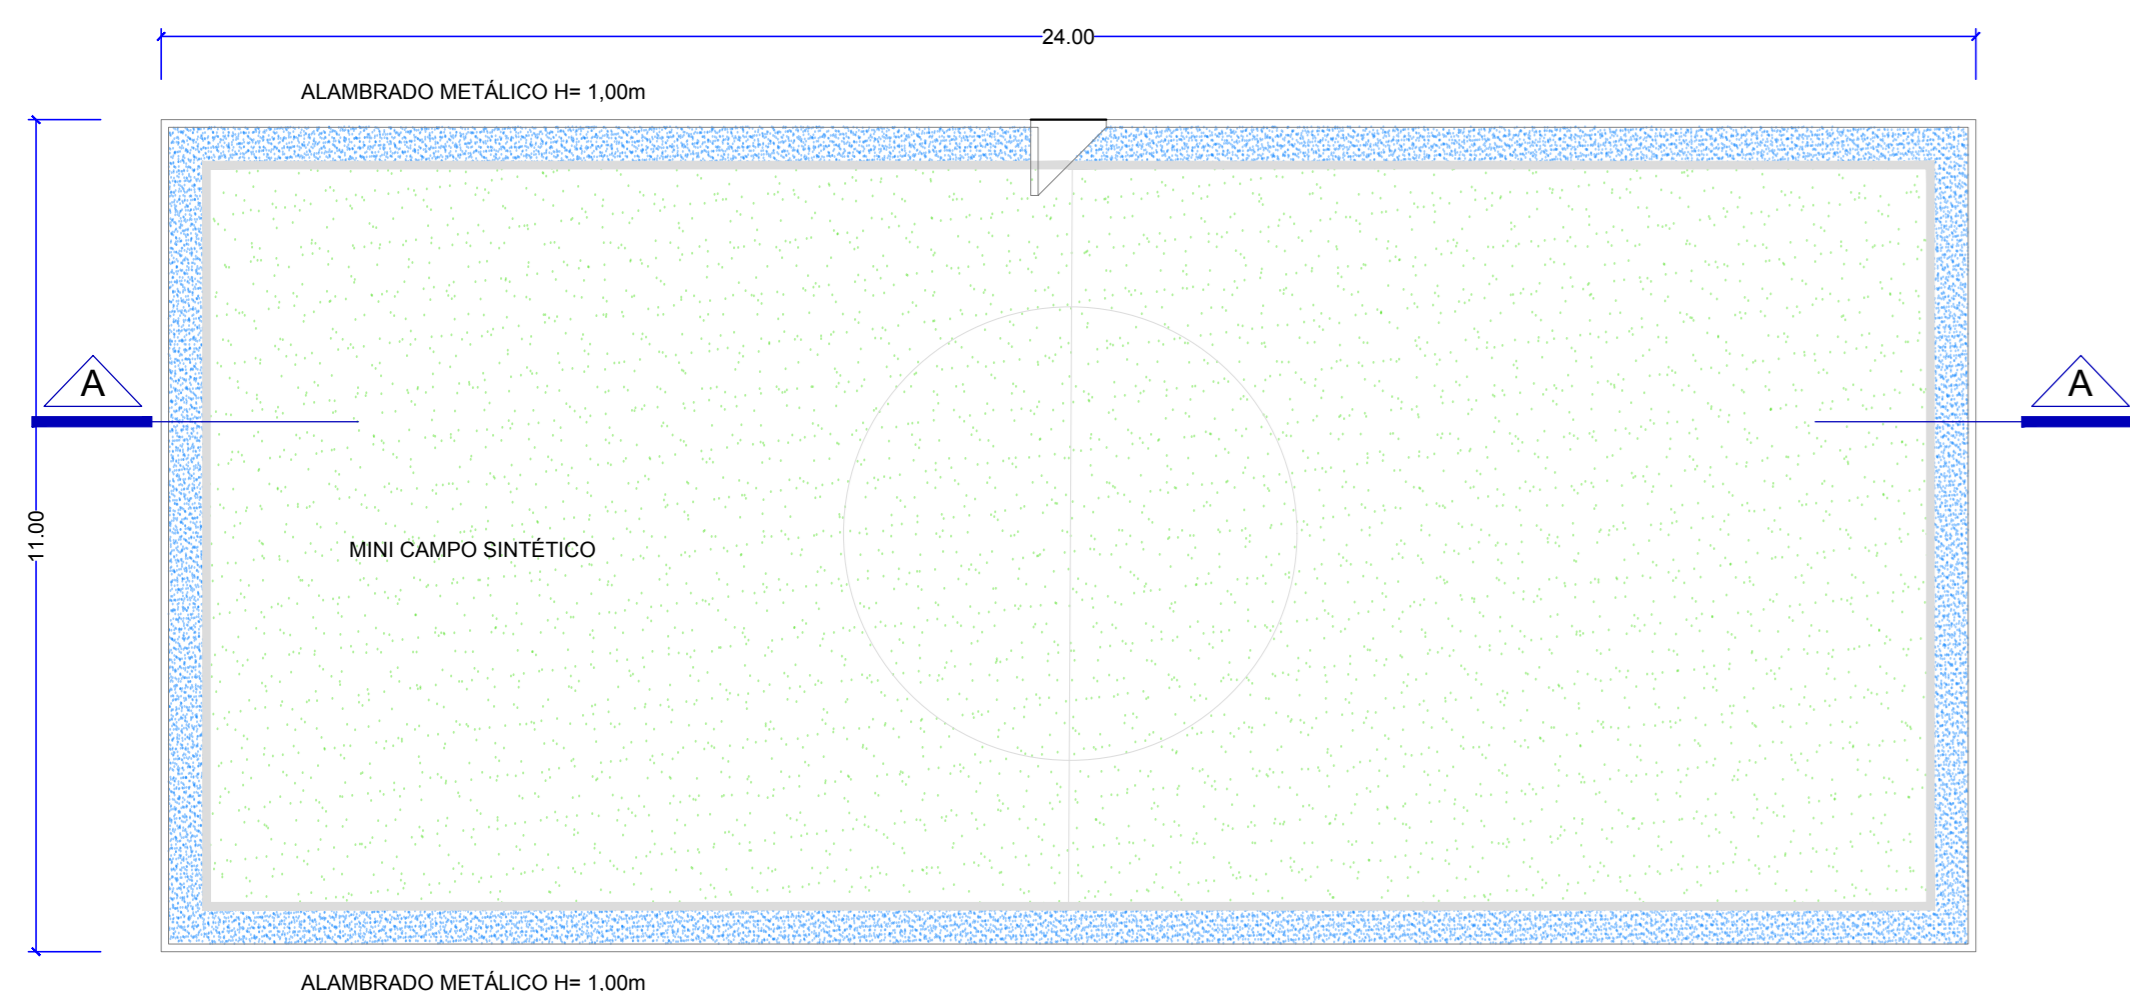 24.00
ALAMBRADO METÁLICO H= 1,00m
A
A
11.00
MINI CAMPO SINTÉTICO
ALAMBRADO METÁLICO H= 1,00m